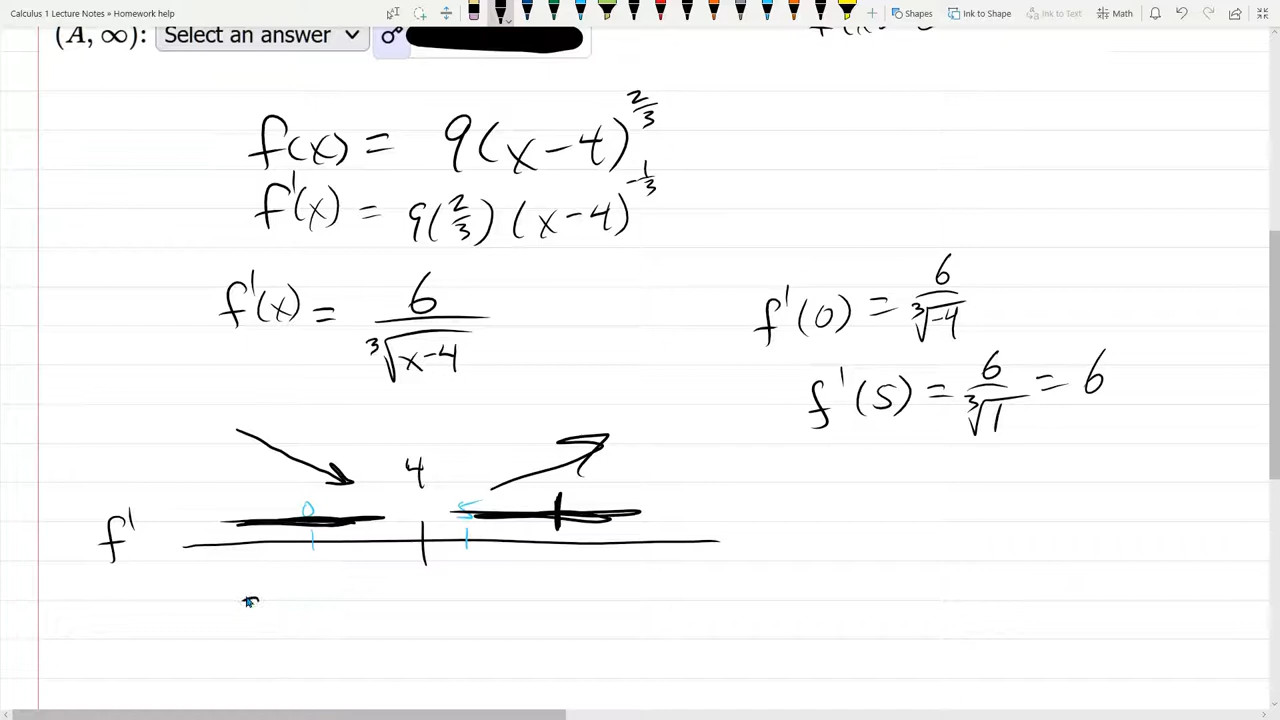 Calculus 1 Lecture Notes » Homework help
Shapes Ink to Shape Ink to Text Math
(A, ∞): Select an answer
f(x) = 9(x-4)^{2/3}
f'(x) = 9(2/3)(x-4)^{-1/3}
f'(x) = 6/∛(x-4)
f'(0) = 6/∛(-4)
f'(5) = 6/∛1 = 6
4
0 5
− +
f'